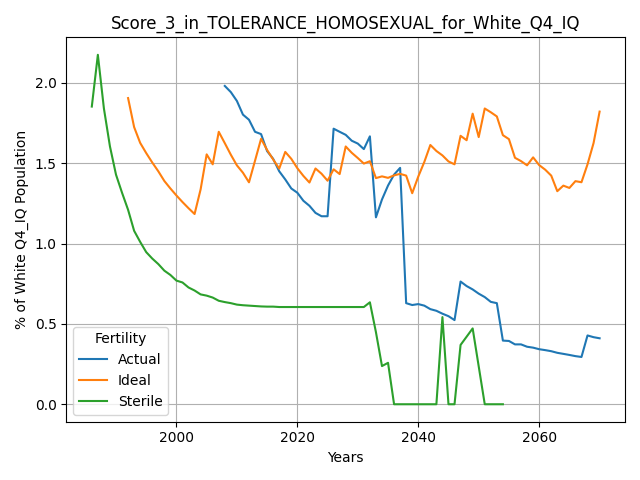 Score_3_in_TOLERANCE_HOMOSEXUAL_for_White_Q4_IQ
% of White Q4_IQ Population
2.0
1.5
1.0
0.5
0.0
Fertility
Actual
Ideal
Sterile
2000
2020
2040
2060
Years